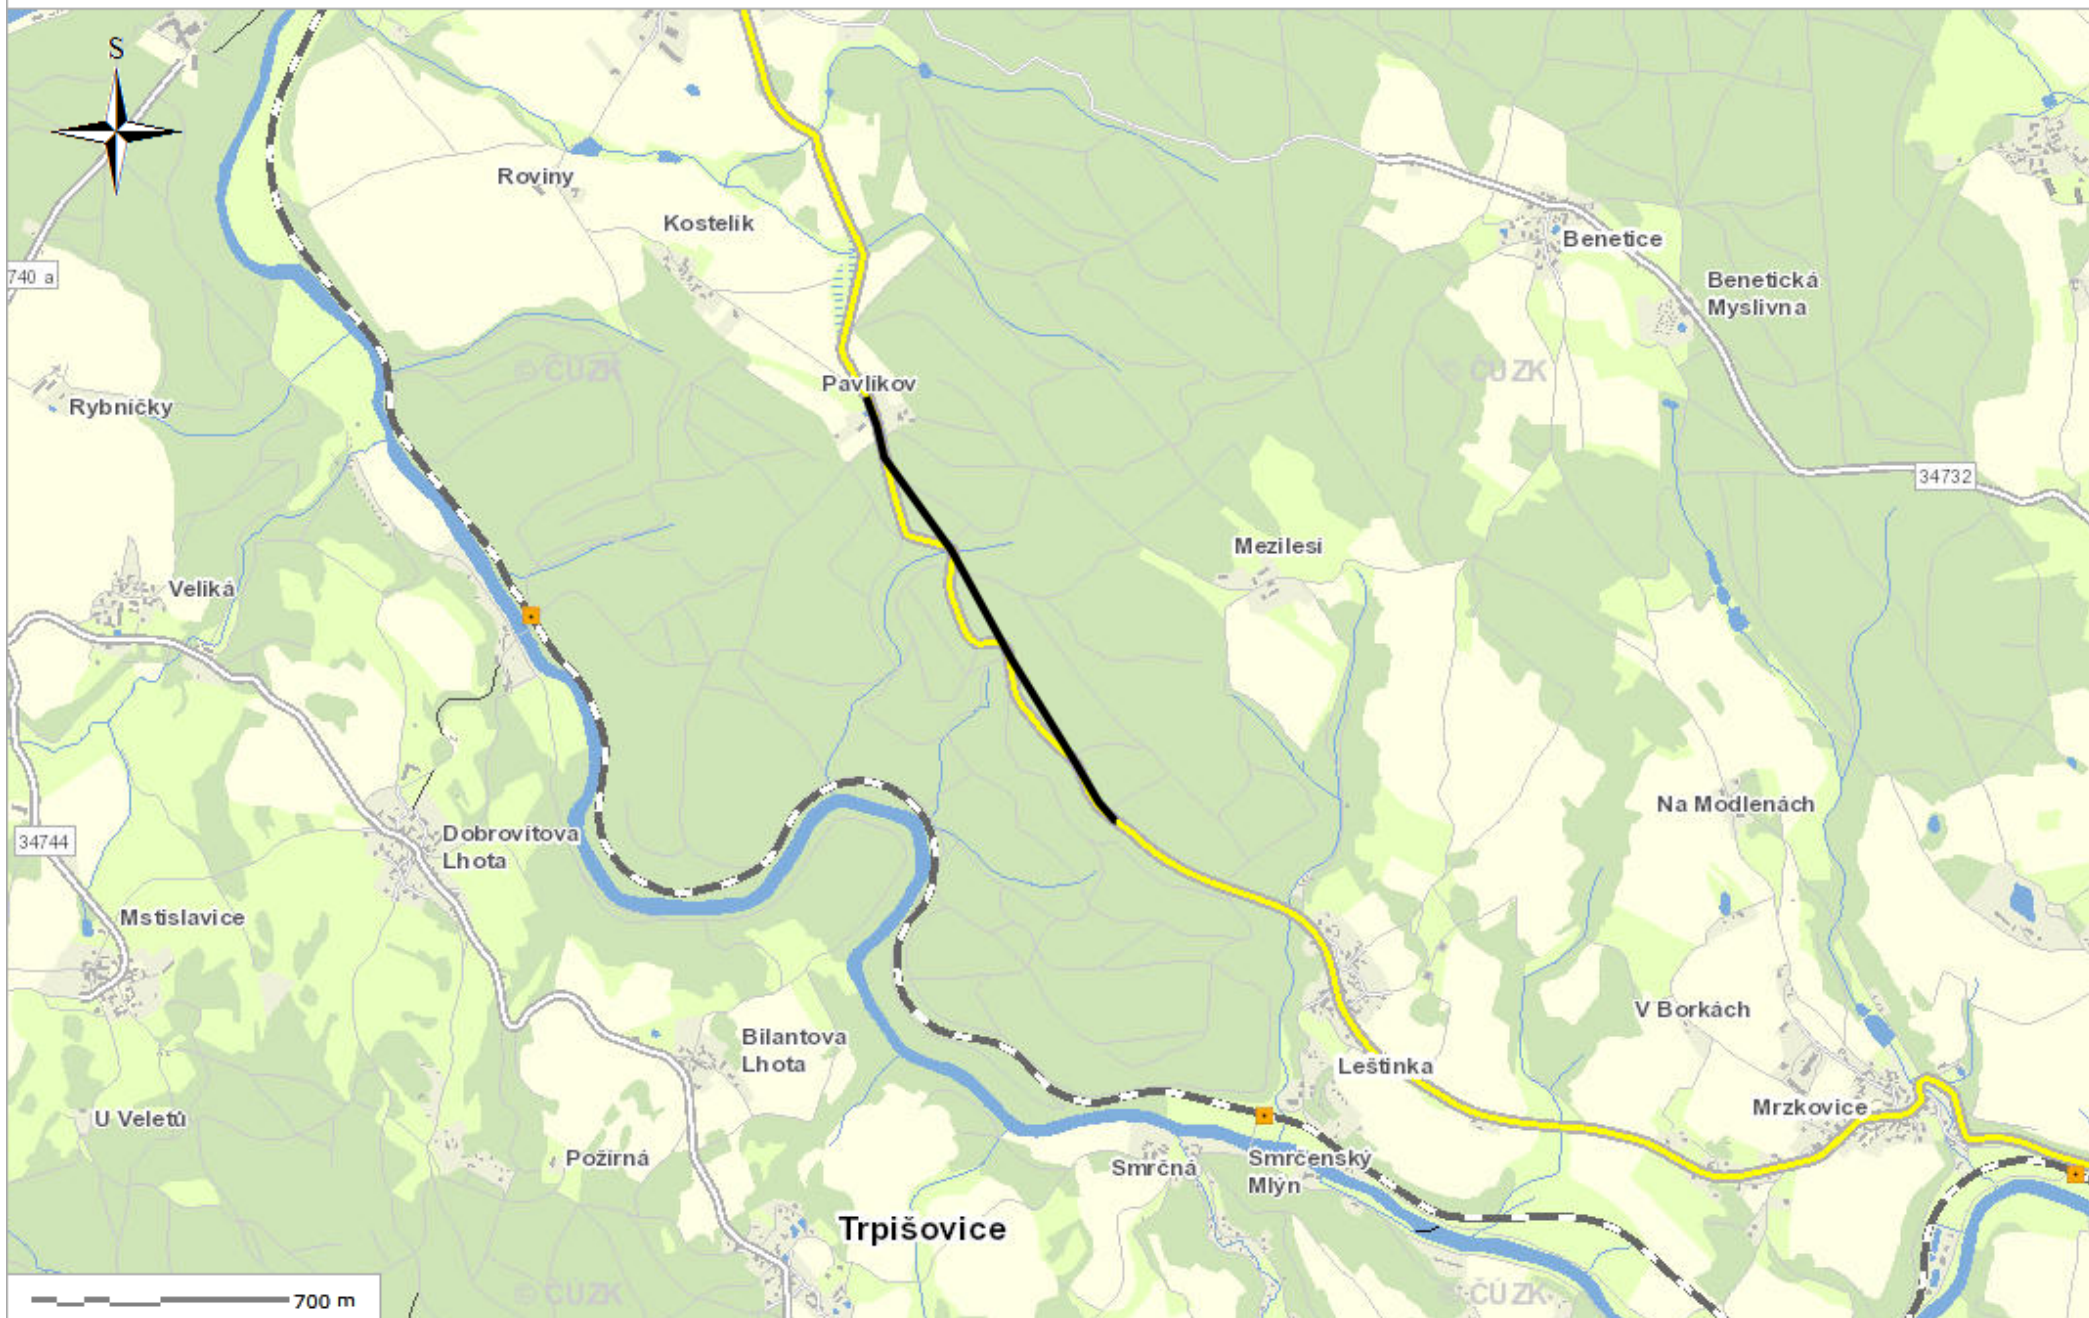 S
Roviny
Kostelík
Benetice
740 a
Benetická
Myslivna
© ČÚZK
© ČÚZK
Pavlíkov
Rybníčky
34732
Mezilesí
Veliká
Na Modlenách
34744
Dobrovítova
Lhota
Mstislavice
V Borkách
Bilantova
Lhota
Leštinka
Mrzkovice
U Veletů
Požírná
Smrčná
Smrčenský
Mlýn
Trpišovice
© ČÚZK
© ČÚZK
700 m